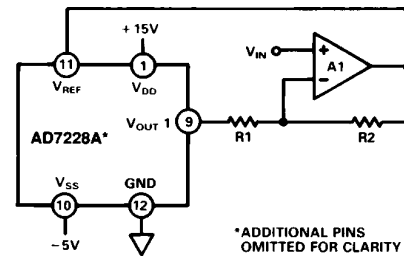 + 15V
11
1
VREF
VDD
VIN
+
−
A1
VOUT 1
9
R1
R2
AD7228A*
VSS
GND
10
12
−5V
*ADDITIONAL PINS
OMITTED FOR CLARITY